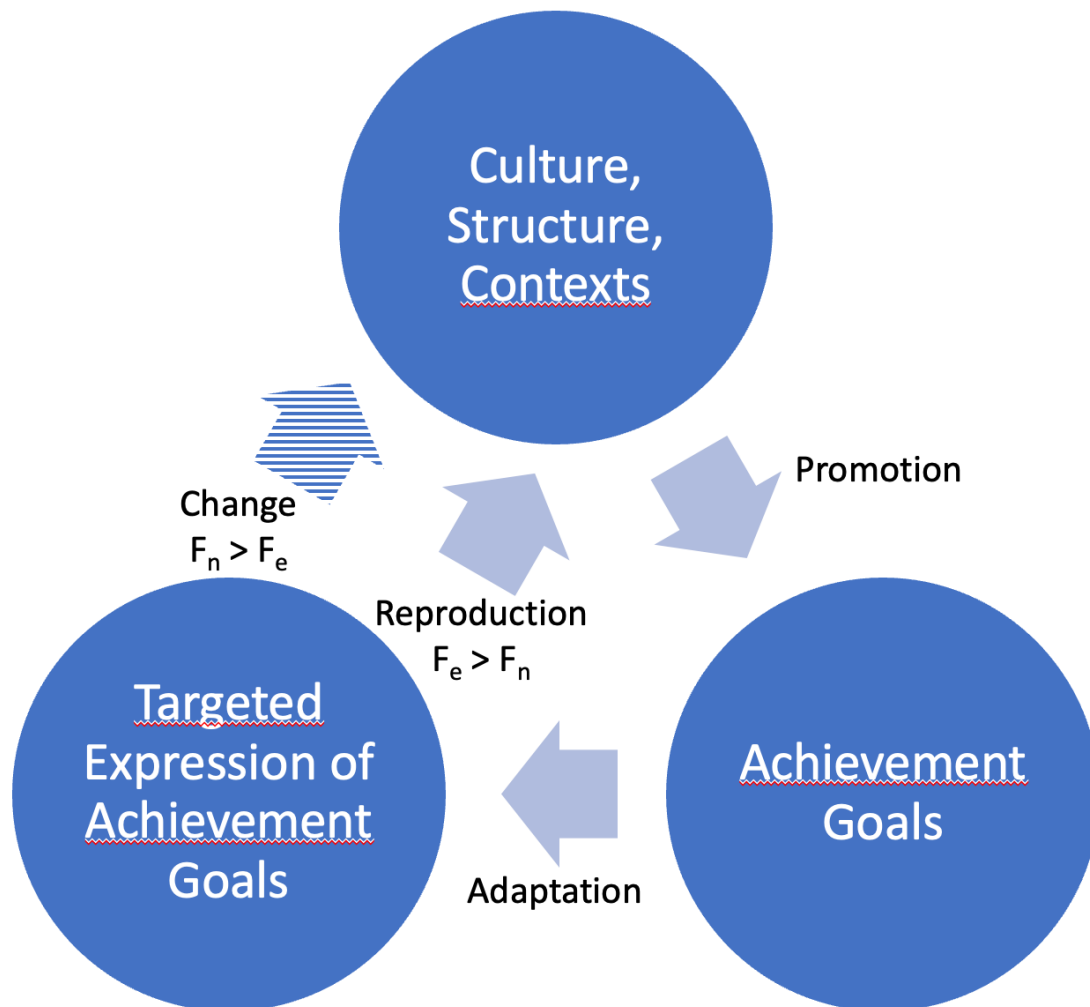 Culture,
Structure,
Contexts
Promotion
Change
Fₙ > Fₑ
Reproduction
Fₑ > Fₙ
Targeted
Expression of
Achievement
Goals
Achievement
Goals
Adaptation